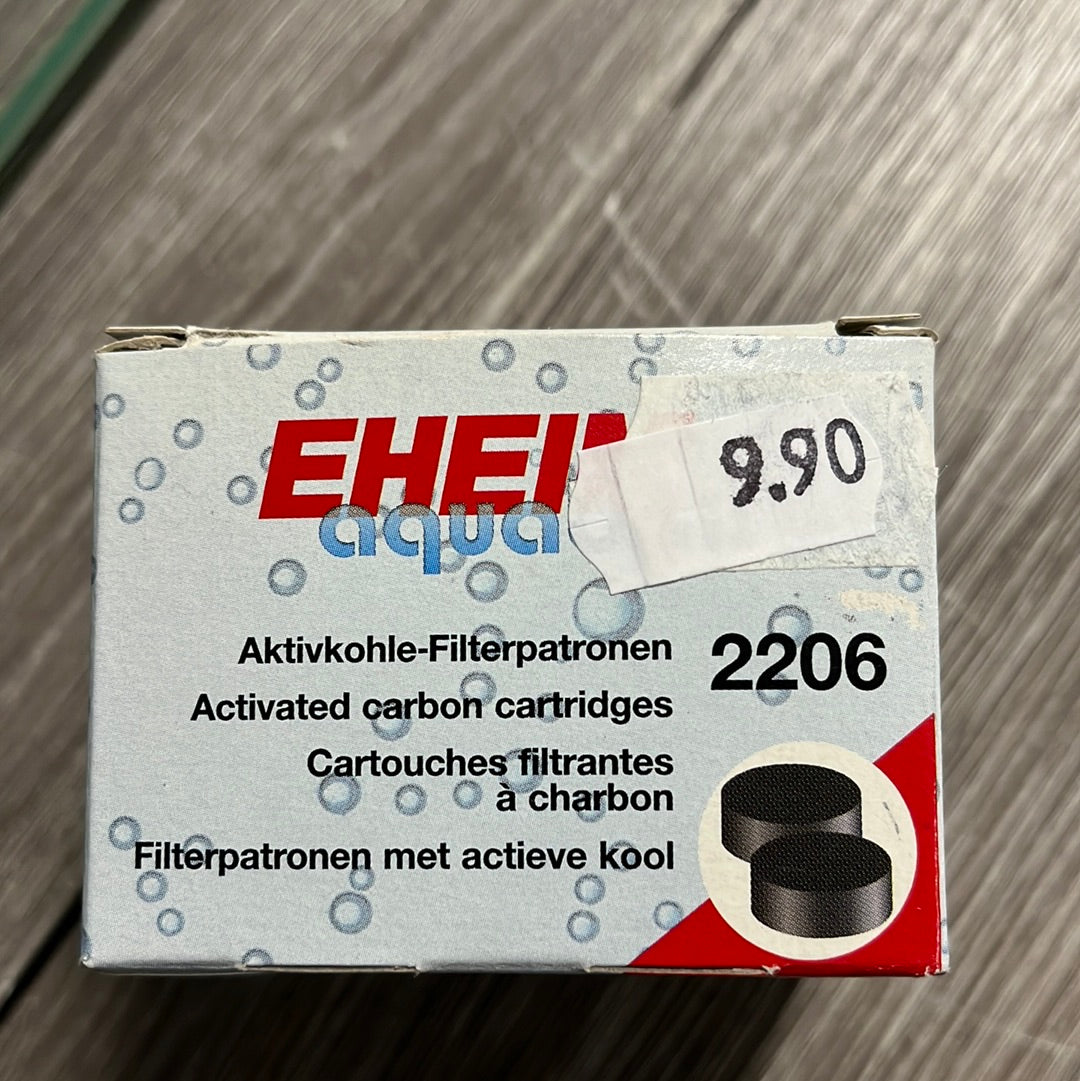 EHEI
9.90
aqua
Aktivkohle-Filterpatronen
2206
Activated carbon cartridges
Cartouches filtrantes
à charbon
Filterpatronen met actieve kool